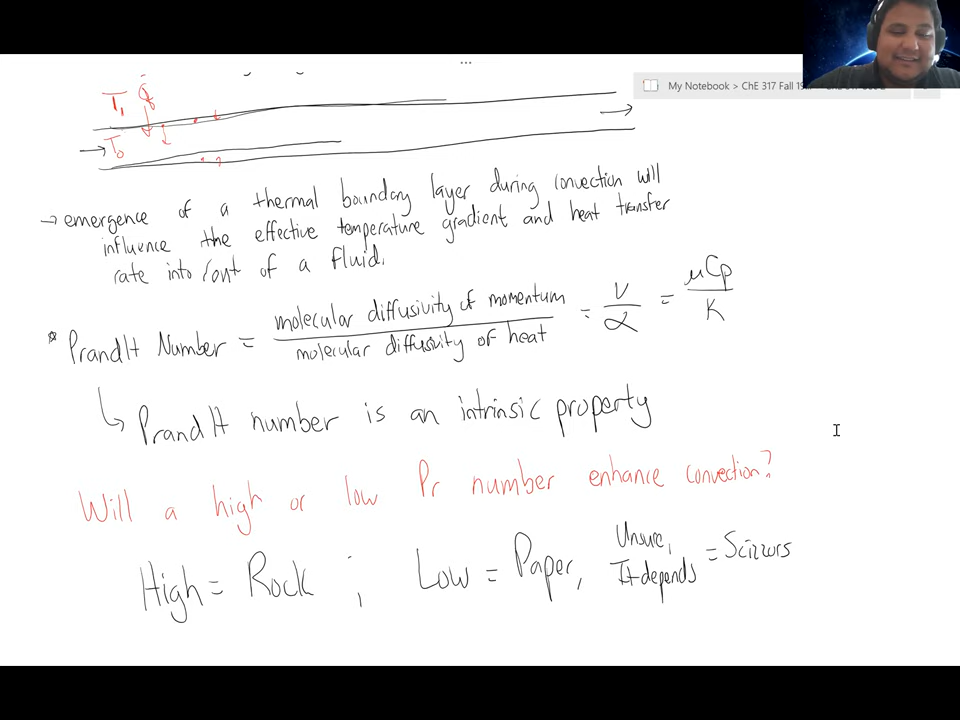 My Notebook > ChE 317 Fall 19
T₁ q
T₀
→ emergence of a thermal boundary layer during convection will
influence the effective temperature gradient and heat transfer
rate into/out of a fluid.
* Prandtl Number = molecular diffusivity of momentum / molecular diffusivity of heat = ν/α = μCp/K
↳ Prandtl number is an intrinsic property
Will a high or low Pr number enhance convection?
High = Rock ; Low = Paper, Unsure, It depends = Scizzors